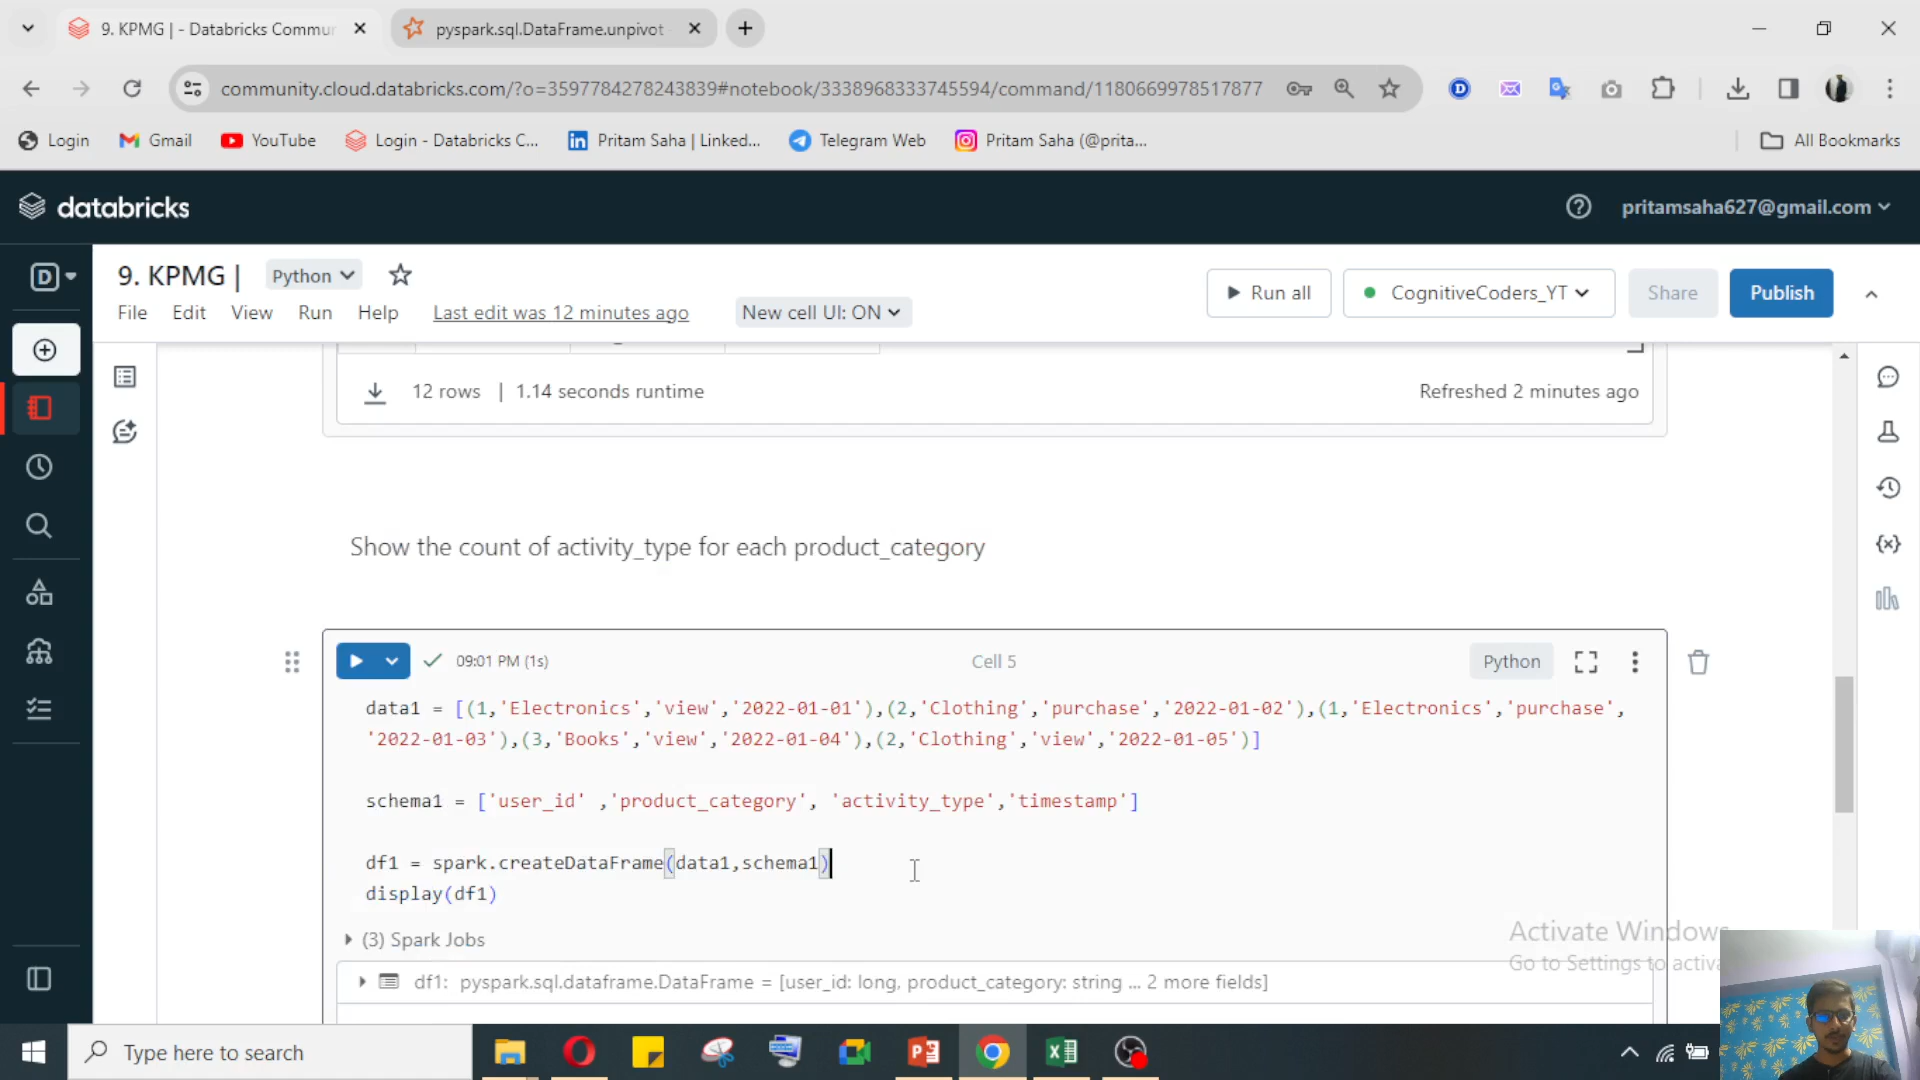 9. KPMG | - Databricks Commun
pyspark.sql.DataFrame.unpivot
community.cloud.databricks.com/?o=3597784278243839#notebook/3338968333745594/command/1180669978517877
Login
Gmail
YouTube
Login - Databricks C...
Pritam Saha | Linked...
Telegram Web
Pritam Saha (@prita...
All Bookmarks
databricks
pritamsaha627@gmail.com
D
9. KPMG |
Python
Run all
CognitiveCoders_YT
Share
Publish
File
Edit
View
Run
Help
Last edit was 12 minutes ago
New cell UI: ON
12 rows | 1.14 seconds runtime
Refreshed 2 minutes ago
Show the count of activity_type for each product_category
09:01 PM (1s)
Cell 5
Python
data1 = [(1,'Electronics','view','2022-01-01'),(2,'Clothing','purchase','2022-01-02'),(1,'Electronics','purchase',
'2022-01-03'),(3,'Books','view','2022-01-04'),(2,'Clothing','view','2022-01-05')]
schema1 = ['user_id' ,'product_category', 'activity_type','timestamp']
df1 = spark.createDataFrame(data1,schema1)
display(df1)
(3) Spark Jobs
df1: pyspark.sql.dataframe.DataFrame = [user_id: long, product_category: string ... 2 more fields]
Activate Windows
Go to Settings to activa
Type here to search